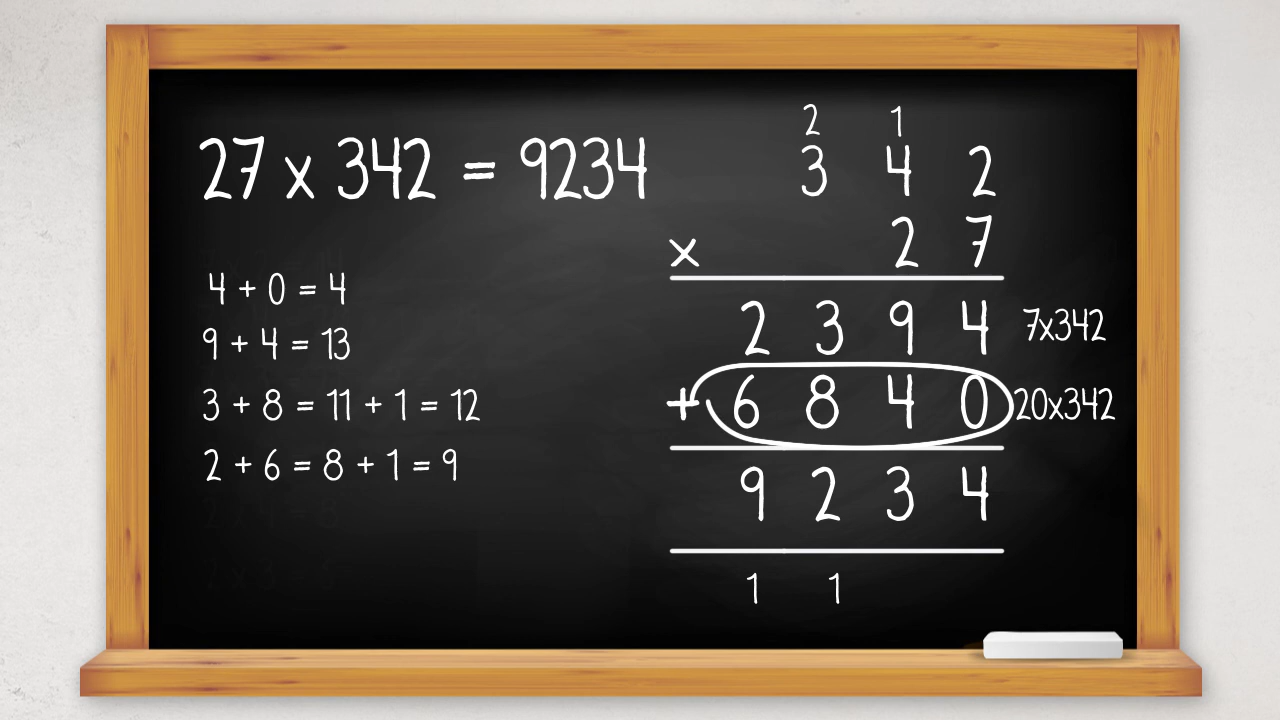 27 x 342 = 9234
4 + 0 = 4
9 + 4 = 13
3 + 8 = 11 + 1 = 12
2 + 6 = 8 + 1 = 9
2 1
3 4 2
x 2 7
2 3 9 4 7x342
+ 6 8 4 0 20x342
9 2 3 4
1 1